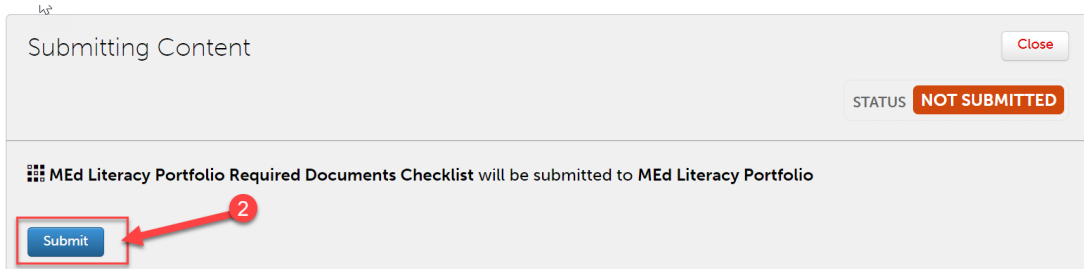 Submitting Content
Close
STATUS NOT SUBMITTED
MEd Literacy Portfolio Required Documents Checklist will be submitted to MEd Literacy Portfolio
2
Submit